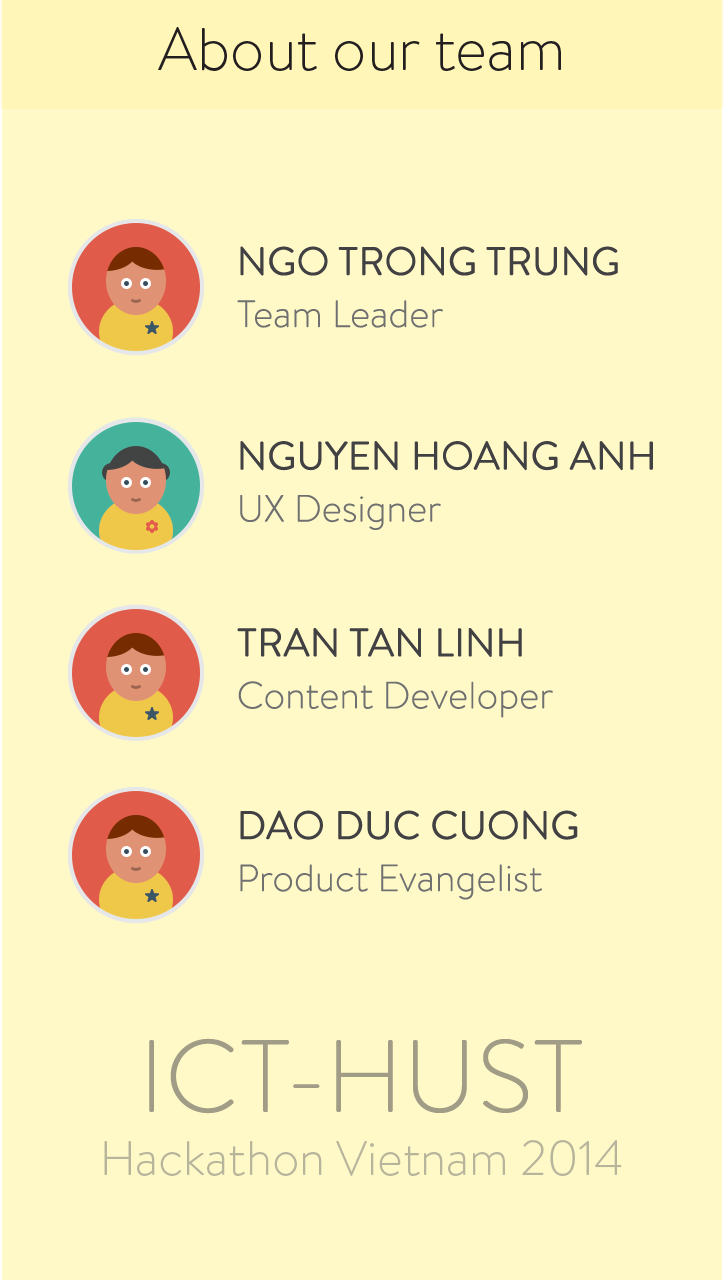 About our team
NGO TRONG TRUNG
Team Leader
NGUYEN HOANG ANH
UX Designer
TRAN TAN LINH
Content Developer
DAO DUC CUONG
Product Evangelist
ICT-HUST
Hackathon Vietnam 2014